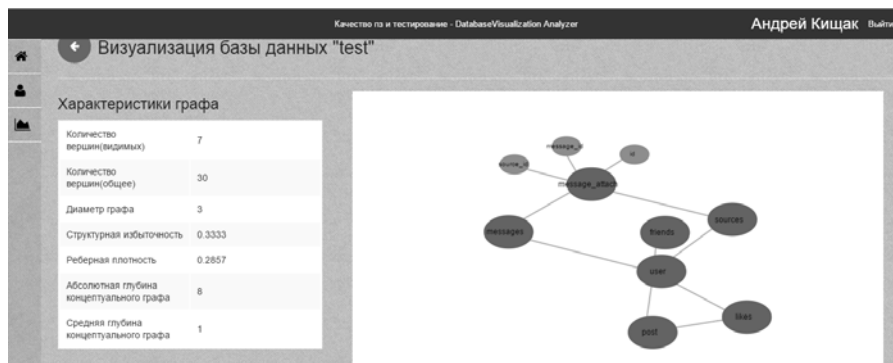 Качество пз и тестирование - DatabaseVisualization Analyzer
Андрей Кищак Выйти
Визуализация базы данных "test"
Характеристики графа
Количество
вершин(видимых) 7
Количество
вершин(общее) 30
Диаметр графа 3
Структурная избыточность 0.3333
Реберная плотность 0.2857
Абсолютная глубина
концептуального графа 8
Средняя глубина
концептуального графа 1
message_id
id
source_id
message_attach
sources
messages
friends
user
likes
post